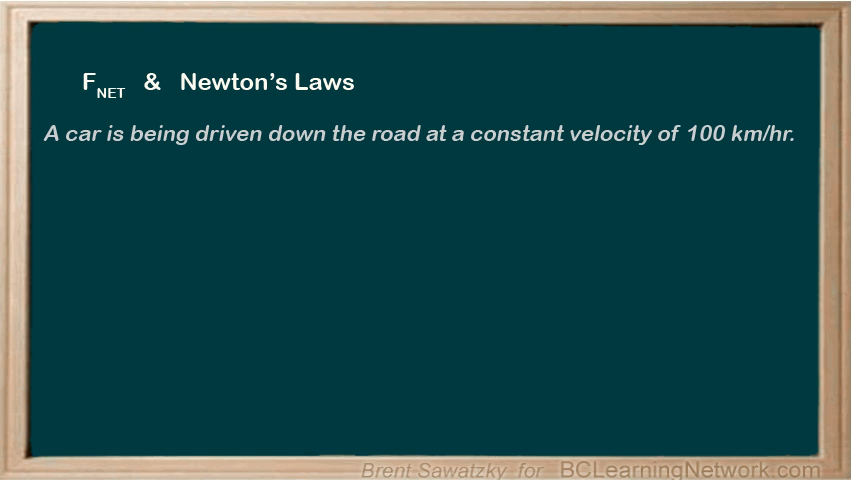 F NET & Newton's Laws
A car is being driven down the road at a constant velocity of 100 km/hr.
Brent Sawatzky for BCLearningNetwork.com